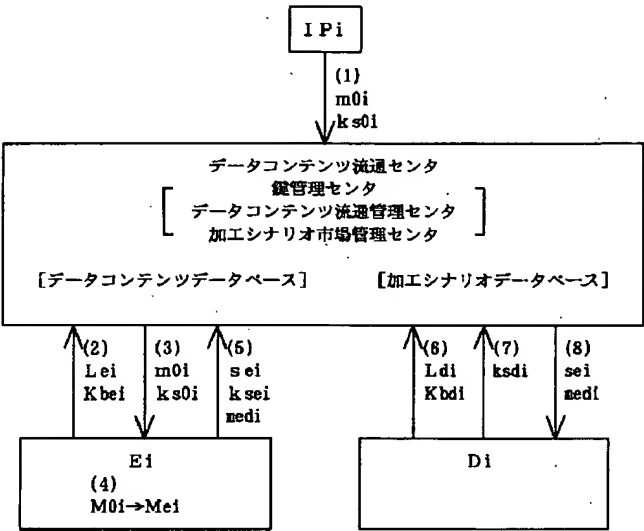 IPi
(1)
m0i
ks0i
データコンテンツ流通センタ
鍵管理センタ
データコンテンツ流通管理センタ
加工シナリオ市場管理センタ
[データコンテンツデータベース] [加工シナリオデータベース]
(2) (3) (5) (6) (7) (8)
Lei m0i sei Ldi ksdi sei
Kbei ks0i ksei Kbdi medi
medi
Ei Di
(4)
M0i→Mei